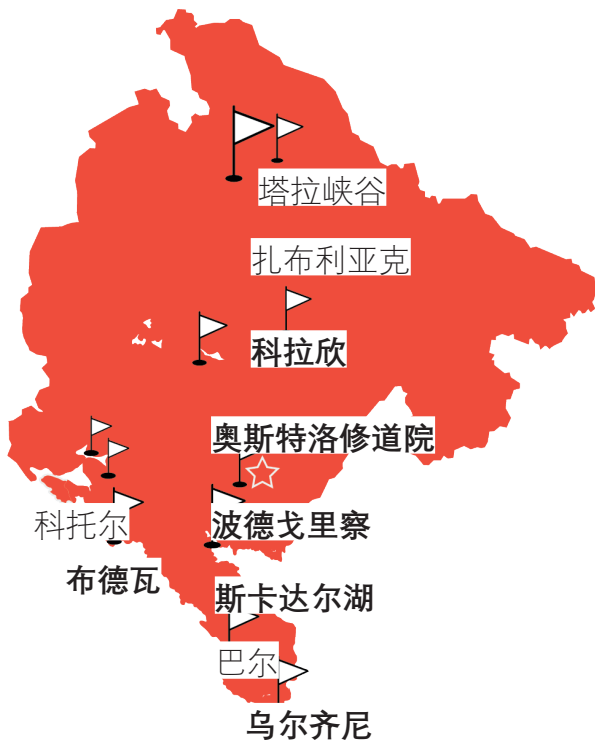 塔拉峡谷
扎布利亚克
科拉欣
奥斯特洛修道院
科托尔
波德戈里察
布德瓦
斯卡达尔湖
巴尔
乌尔齐尼